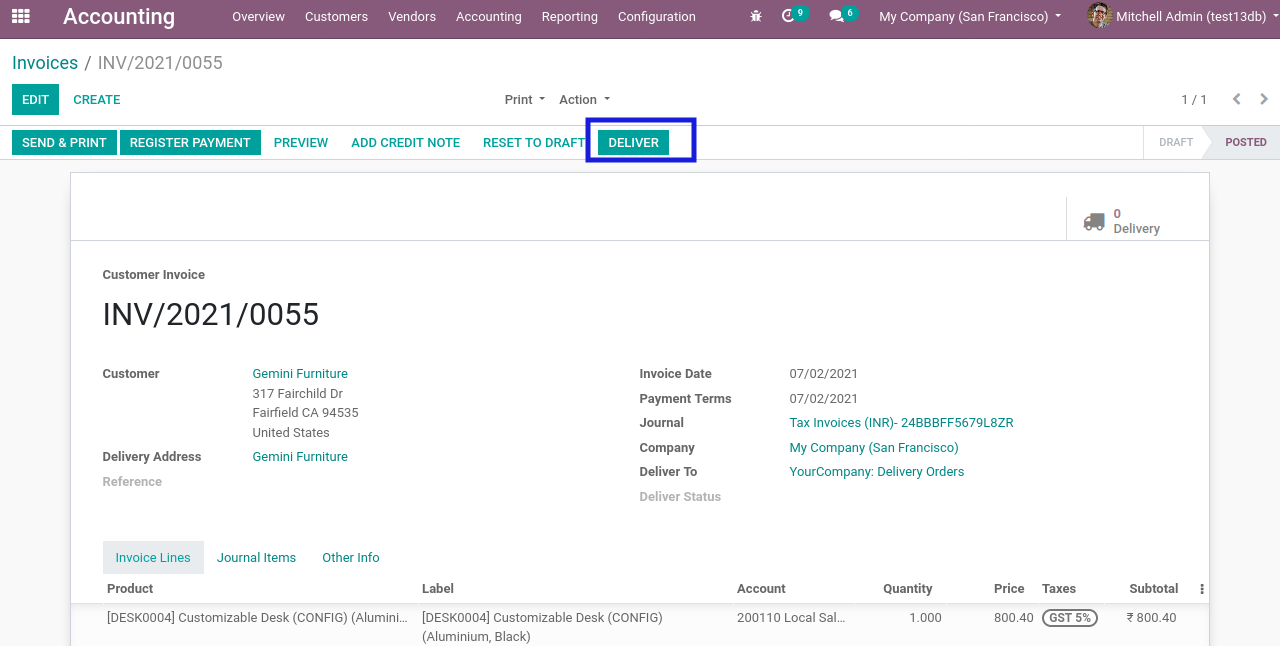 Accounting Overview Customers Vendors Accounting Reporting Configuration 9 6 My Company (San Francisco) Mitchell Admin (test13db)
Invoices / INV/2021/0055
EDIT CREATE Print Action 1 / 1
SEND & PRINT REGISTER PAYMENT PREVIEW ADD CREDIT NOTE RESET TO DRAFT DELIVER DRAFT POSTED
0
Delivery
Customer Invoice
INV/2021/0055
Customer Gemini Furniture Invoice Date 07/02/2021
317 Fairchild Dr
Fairfield CA 94535 Payment Terms 07/02/2021
United States Journal Tax Invoices (INR)- 24BBBFF5679L8ZR
Delivery Address Gemini Furniture Company My Company (San Francisco)
Reference Deliver To YourCompany: Delivery Orders
Deliver Status
Invoice Lines Journal Items Other Info
Product Label Account Quantity Price Taxes Subtotal
[DESK0004] Customizable Desk (CONFIG) (Alumini... [DESK0004] Customizable Desk (CONFIG) 200110 Local Sal... 1.000 800.40 GST 5% ₹ 800.40
(Aluminium, Black)